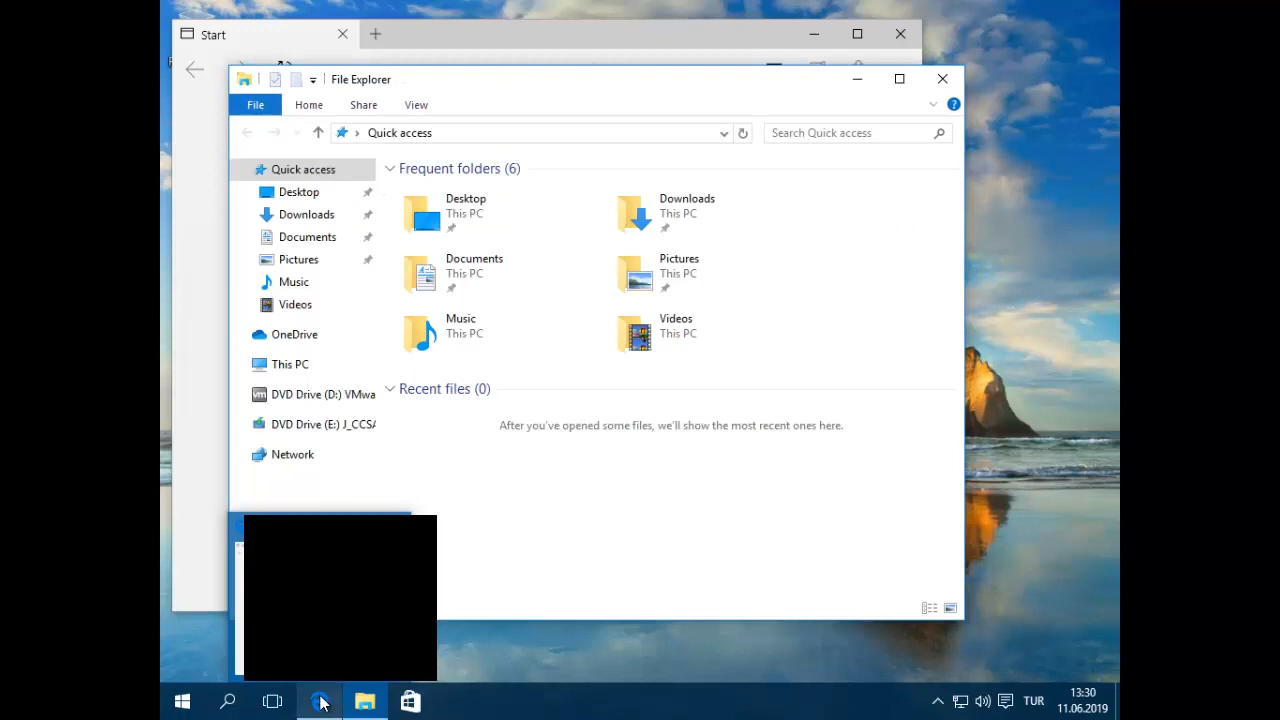 Start
File Explorer
File
Home
Share
View
Quick access
Search Quick access
Quick access
Desktop
Downloads
Documents
Pictures
Music
Videos
OneDrive
This PC
DVD Drive (D:) VMwa
DVD Drive (E:) J_CCSA
Network
Frequent folders (6)
Desktop
This PC
Downloads
This PC
Documents
This PC
Pictures
This PC
Music
This PC
Videos
This PC
Recent files (0)
After you've opened some files, we'll show the most recent ones here.
TUR
13:30
11.06.2019